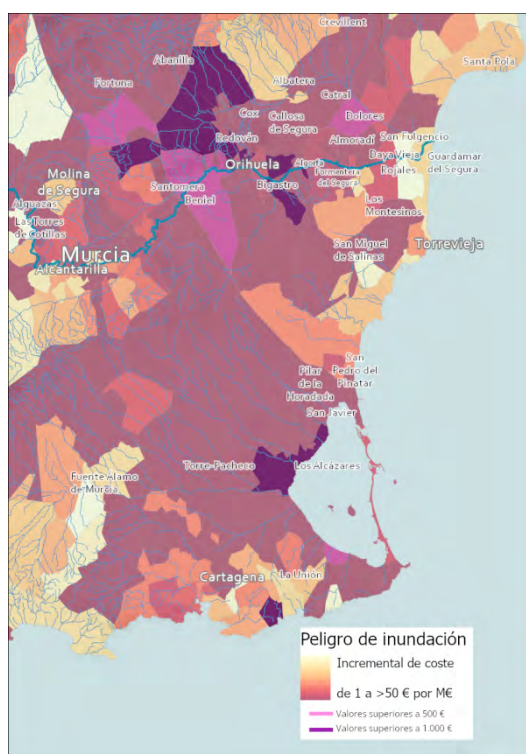 Crevillent
Abanilla
Santa Pola
Fortuna
Albatera
Catral
Cox
Callosa
de Segura
Dolores
Redován
Almoradí
San Fulgencio
Orihuela
Algorfa
Daya Vieja
Guardamar
del Segura
Formentera
del Segura
Rojales
Molina
de Segura
Santomera
Bigastro
Beniel
Los
Montesinos
Alguazas
Las Torres
de Cotillas
Murcia
Alcantarilla
San Miguel
de Salinas
Torrevieja
San
Pedro del
Pinatar
Pilar
de la
Horadada
San Javier
Torre-Pacheco
Los Alcázares
Fuente Álamo
de Murcia
Cartagena
La Unión
Peligro de inundación
Incremental de coste
de 1 a >50 € por M€
Valores superiores a 500 €
Valores superiores a 1.000 €